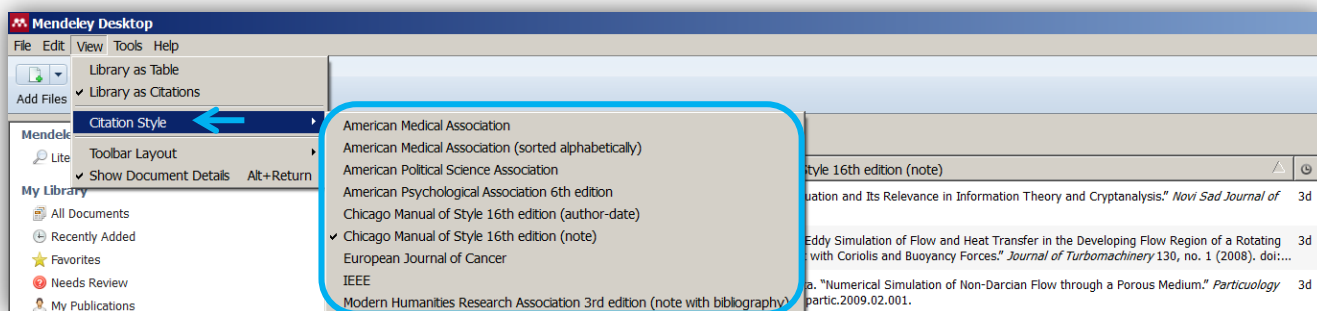 Mendeley Desktop
File Edit View Tools Help
Library as Table
Library as Citations
Add Files
Citation Style
Toolbar Layout
Show Document Details Alt+Return
American Medical Association
American Medical Association (sorted alphabetically)
American Political Science Association
American Psychological Association 6th edition
Chicago Manual of Style 16th edition (author-date)
Chicago Manual of Style 16th edition (note)
European Journal of Cancer
IEEE
Modern Humanities Research Association 3rd edition (note with bibliography)
My Library
All Documents
Recently Added
Favorites
Needs Review
My Publications
16th edition (note)
and Its Relevance in Information Theory and Cryptanalysis." Novi Sad Journal of 3d
Eddy Simulation of Flow and Heat Transfer in the Developing Flow Region of a Rotating 3d
with Coriolis and Buoyancy Forces." Journal of Turbomachinery 130, no. 1 (2008). doi:...
"Numerical Simulation of Non-Darcian Flow through a Porous Medium." Particuology 3d
partic.2009.02.001.